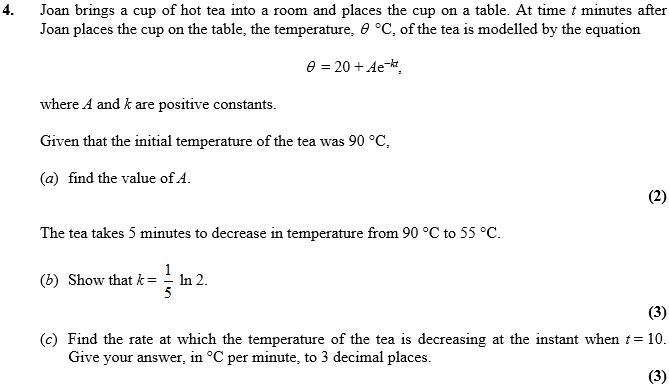 4. Joan brings a cup of hot tea into a room and places the cup on a table. At time t minutes after
Joan places the cup on the table, the temperature, θ °C, of the tea is modelled by the equation
θ = 20 + Ae⁻ᵏᵗ,
where A and k are positive constants.
Given that the initial temperature of the tea was 90 °C,
(a) find the value of A.
(2)
The tea takes 5 minutes to decrease in temperature from 90 °C to 55 °C.
(b) Show that k = 1/5 ln 2.
(3)
(c) Find the rate at which the temperature of the tea is decreasing at the instant when t = 10.
Give your answer, in °C per minute, to 3 decimal places.
(3)